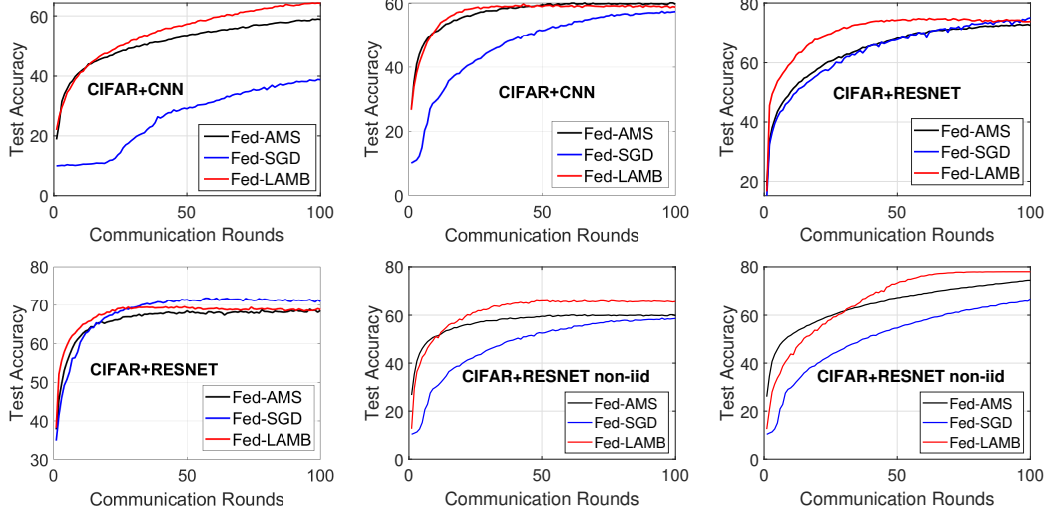 60
40
20
0
0
50
100
Test Accuracy
Communication Rounds
CIFAR+CNN
Fed-AMS
Fed-SGD
Fed-LAMB
60
50
40
30
20
10
0
0
50
100
Test Accuracy
Communication Rounds
CIFAR+CNN
Fed-AMS
Fed-SGD
Fed-LAMB
80
60
40
20
0
50
100
Test Accuracy
Communication Rounds
CIFAR+RESNET
Fed-AMS
Fed-SGD
Fed-LAMB
80
70
60
50
40
30
0
50
100
Test Accuracy
Communication Rounds
CIFAR+RESNET
Fed-AMS
Fed-SGD
Fed-LAMB
80
60
40
20
0
0
50
100
Test Accuracy
Communication Rounds
CIFAR+RESNET non-iid
Fed-AMS
Fed-SGD
Fed-LAMB
80
60
40
20
0
0
50
100
Test Accuracy
Communication Rounds
CIFAR+RESNET non-iid
Fed-AMS
Fed-SGD
Fed-LAMB